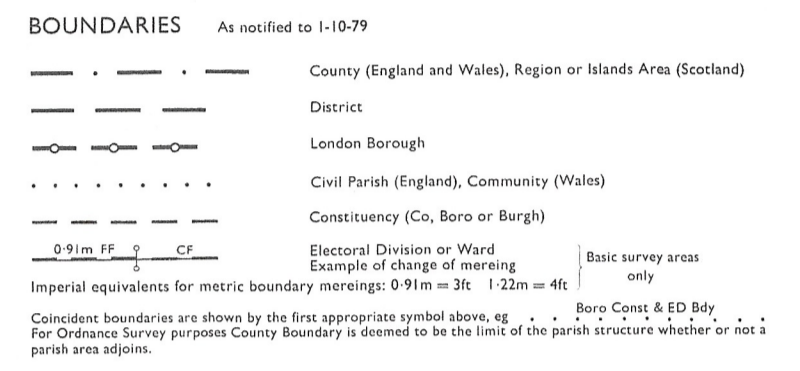 BOUNDARIES As notified to 1-10-79
County (England and Wales), Region or Islands Area (Scotland)
District
London Borough
Civil Parish (England), Community (Wales)
Constituency (Co, Boro or Burgh)
0·91m FF CF Electoral Division or Ward
Example of change of mereing
Basic survey areas
only
Imperial equivalents for metric boundary mereings: 0·91m = 3ft 1·22m = 4ft
Coincident boundaries are shown by the first appropriate symbol above, eg Boro Const & ED Bdy
For Ordnance Survey purposes County Boundary is deemed to be the limit of the parish structure whether or not a
parish area adjoins.